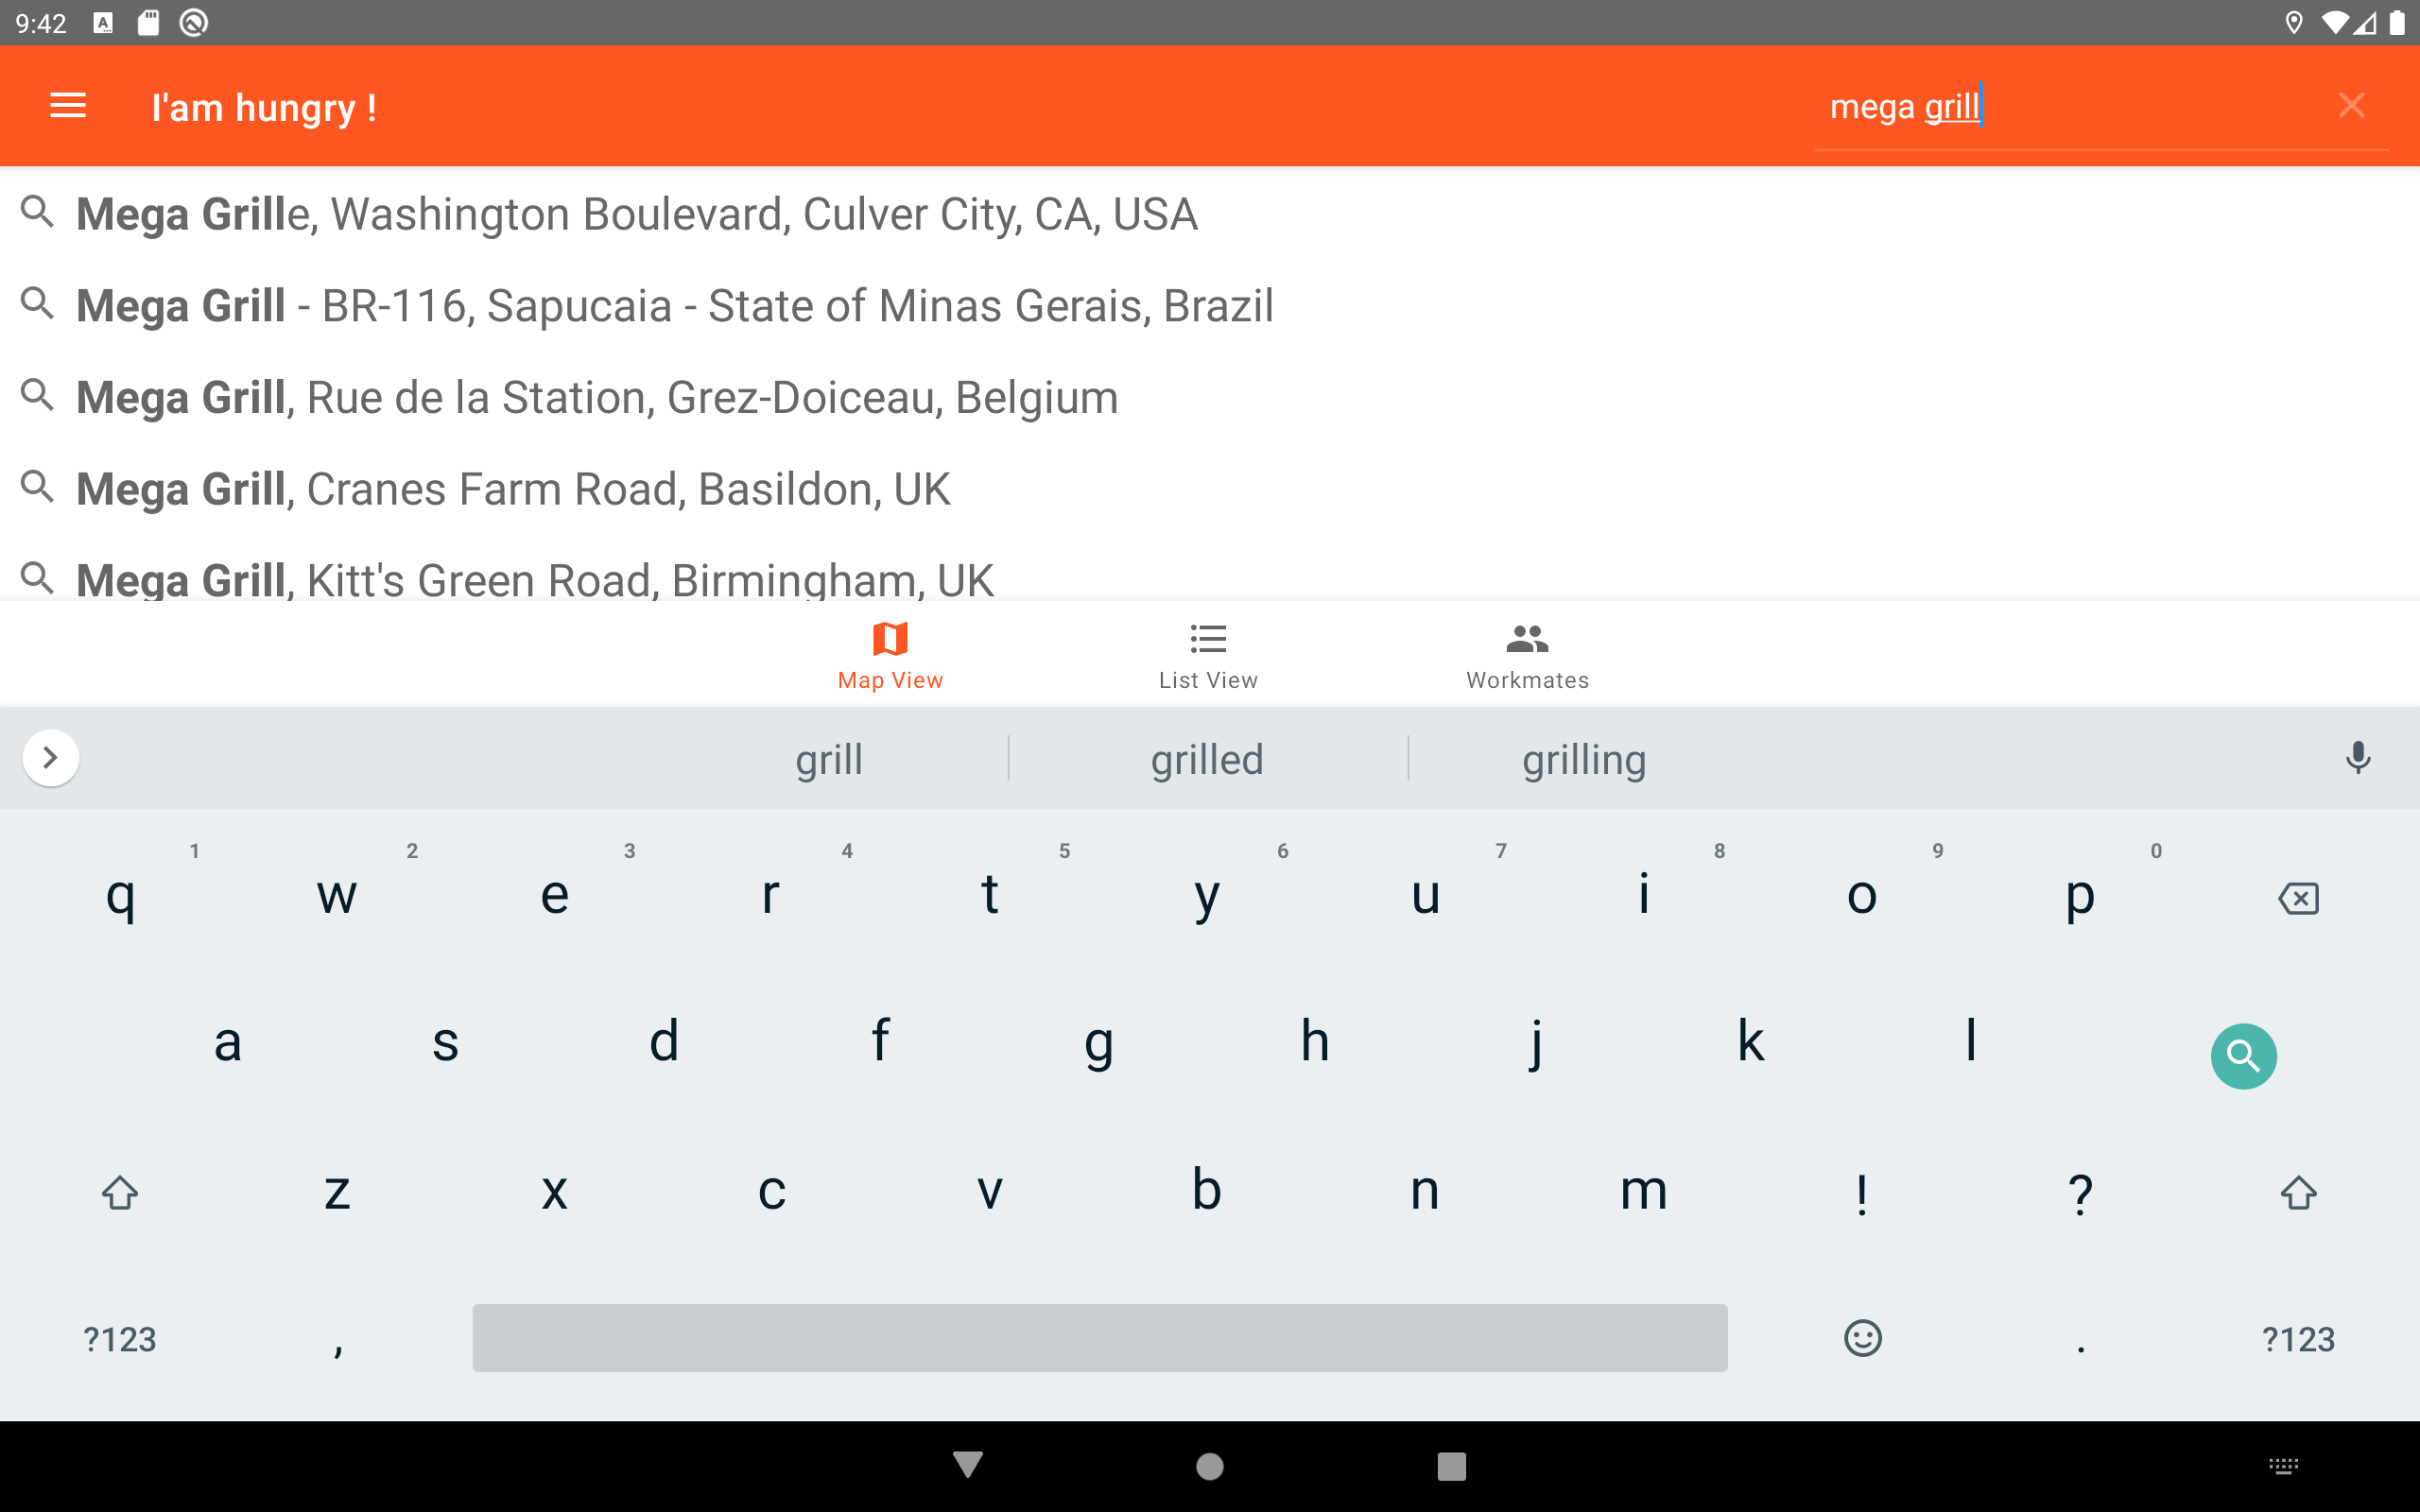 9:42
I'am hungry !
mega grill
Mega Grille, Washington Boulevard, Culver City, CA, USA
Mega Grill - BR-116, Sapucaia - State of Minas Gerais, Brazil
Mega Grill, Rue de la Station, Grez-Doiceau, Belgium
Mega Grill, Cranes Farm Road, Basildon, UK
Mega Grill, Kitt's Green Road, Birmingham, UK
Map View List View Workmates
grill grilled grilling
1 2 3 4 5 6 7 8 9 0
q w e r t y u i o p
a s d f g h j k l
z x c v b n m ! ?
?123 , . ?123